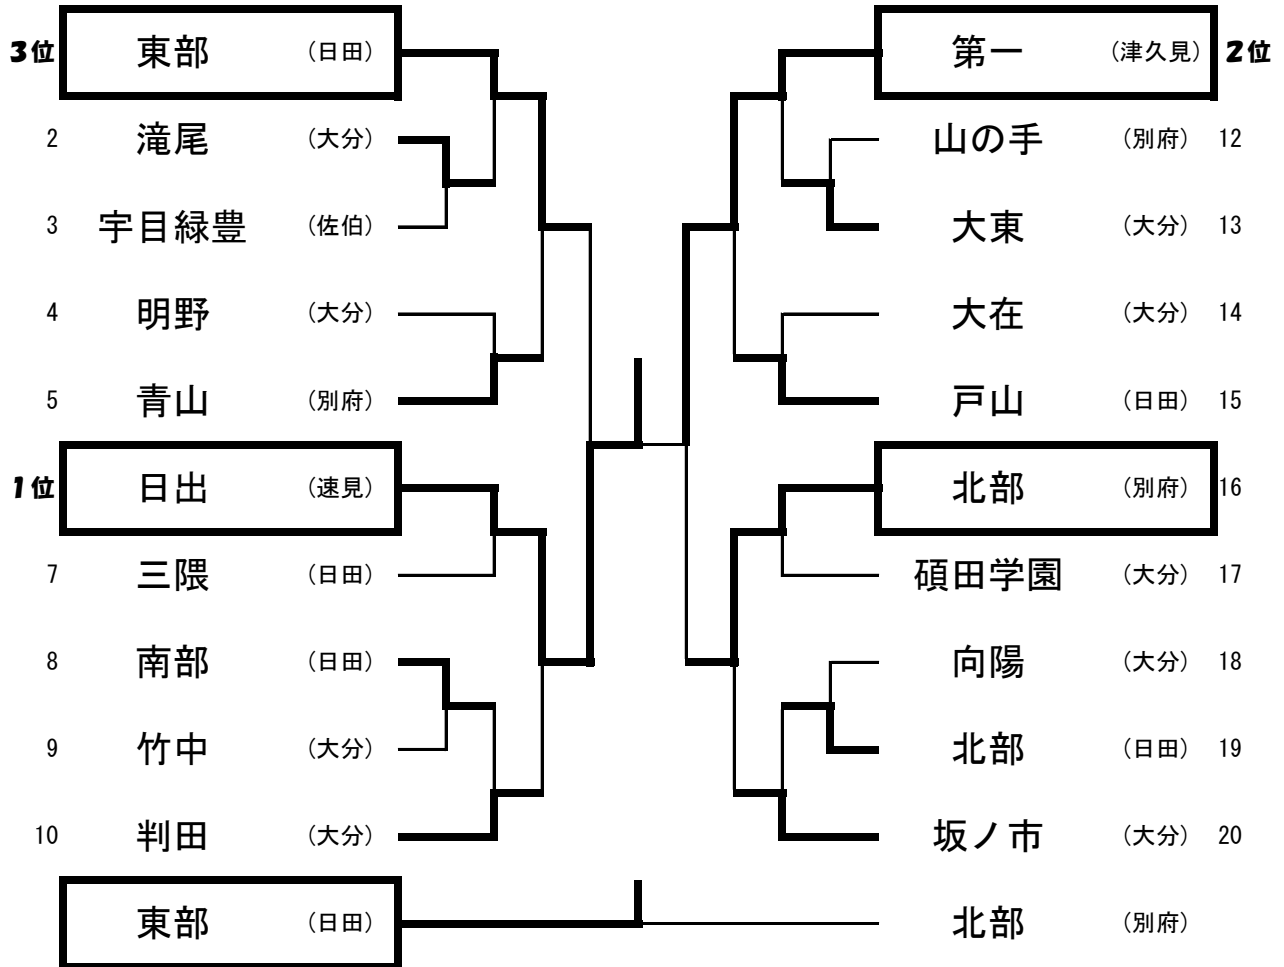 3位 東部 (日田) 第一 (津久見) 2位
2 滝尾 (大分) 山の手 (別府) 12
3 宇目緑豊 (佐伯) 大東 (大分) 13
4 明野 (大分) 大在 (大分) 14
5 青山 (別府) 戸山 (日田) 15
1位 日出 (速見) 北部 (別府) 16
7 三隈 (日田) 碩田学園 (大分) 17
8 南部 (日田) 向陽 (大分) 18
9 竹中 (大分) 北部 (日田) 19
10 判田 (大分) 坂ノ市 (大分) 20
東部 (日田) 北部 (別府)